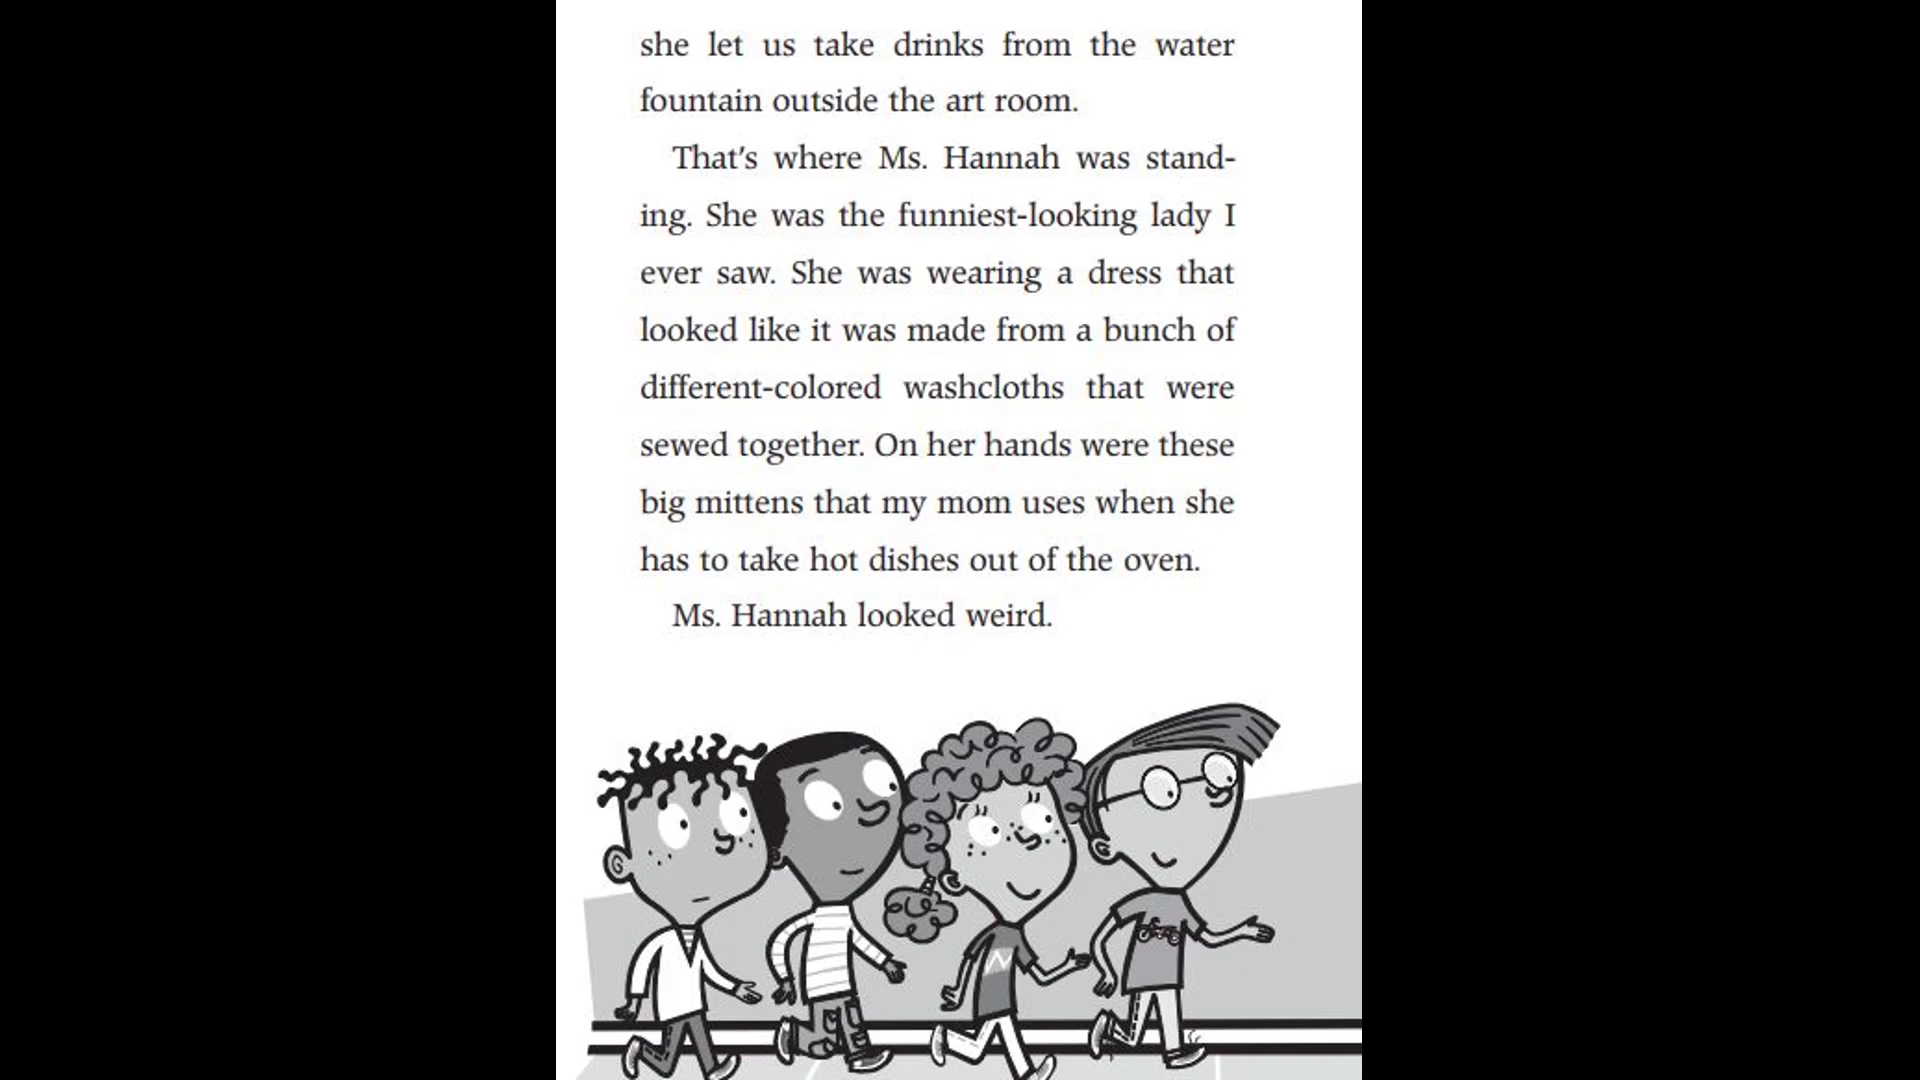 she let us take drinks from the water
fountain outside the art room.
That's where Ms. Hannah was stand-
ing. She was the funniest-looking lady I
ever saw. She was wearing a dress that
looked like it was made from a bunch of
different-colored washcloths that were
sewed together. On her hands were these
big mittens that my mom uses when she
has to take hot dishes out of the oven.
Ms. Hannah looked weird.